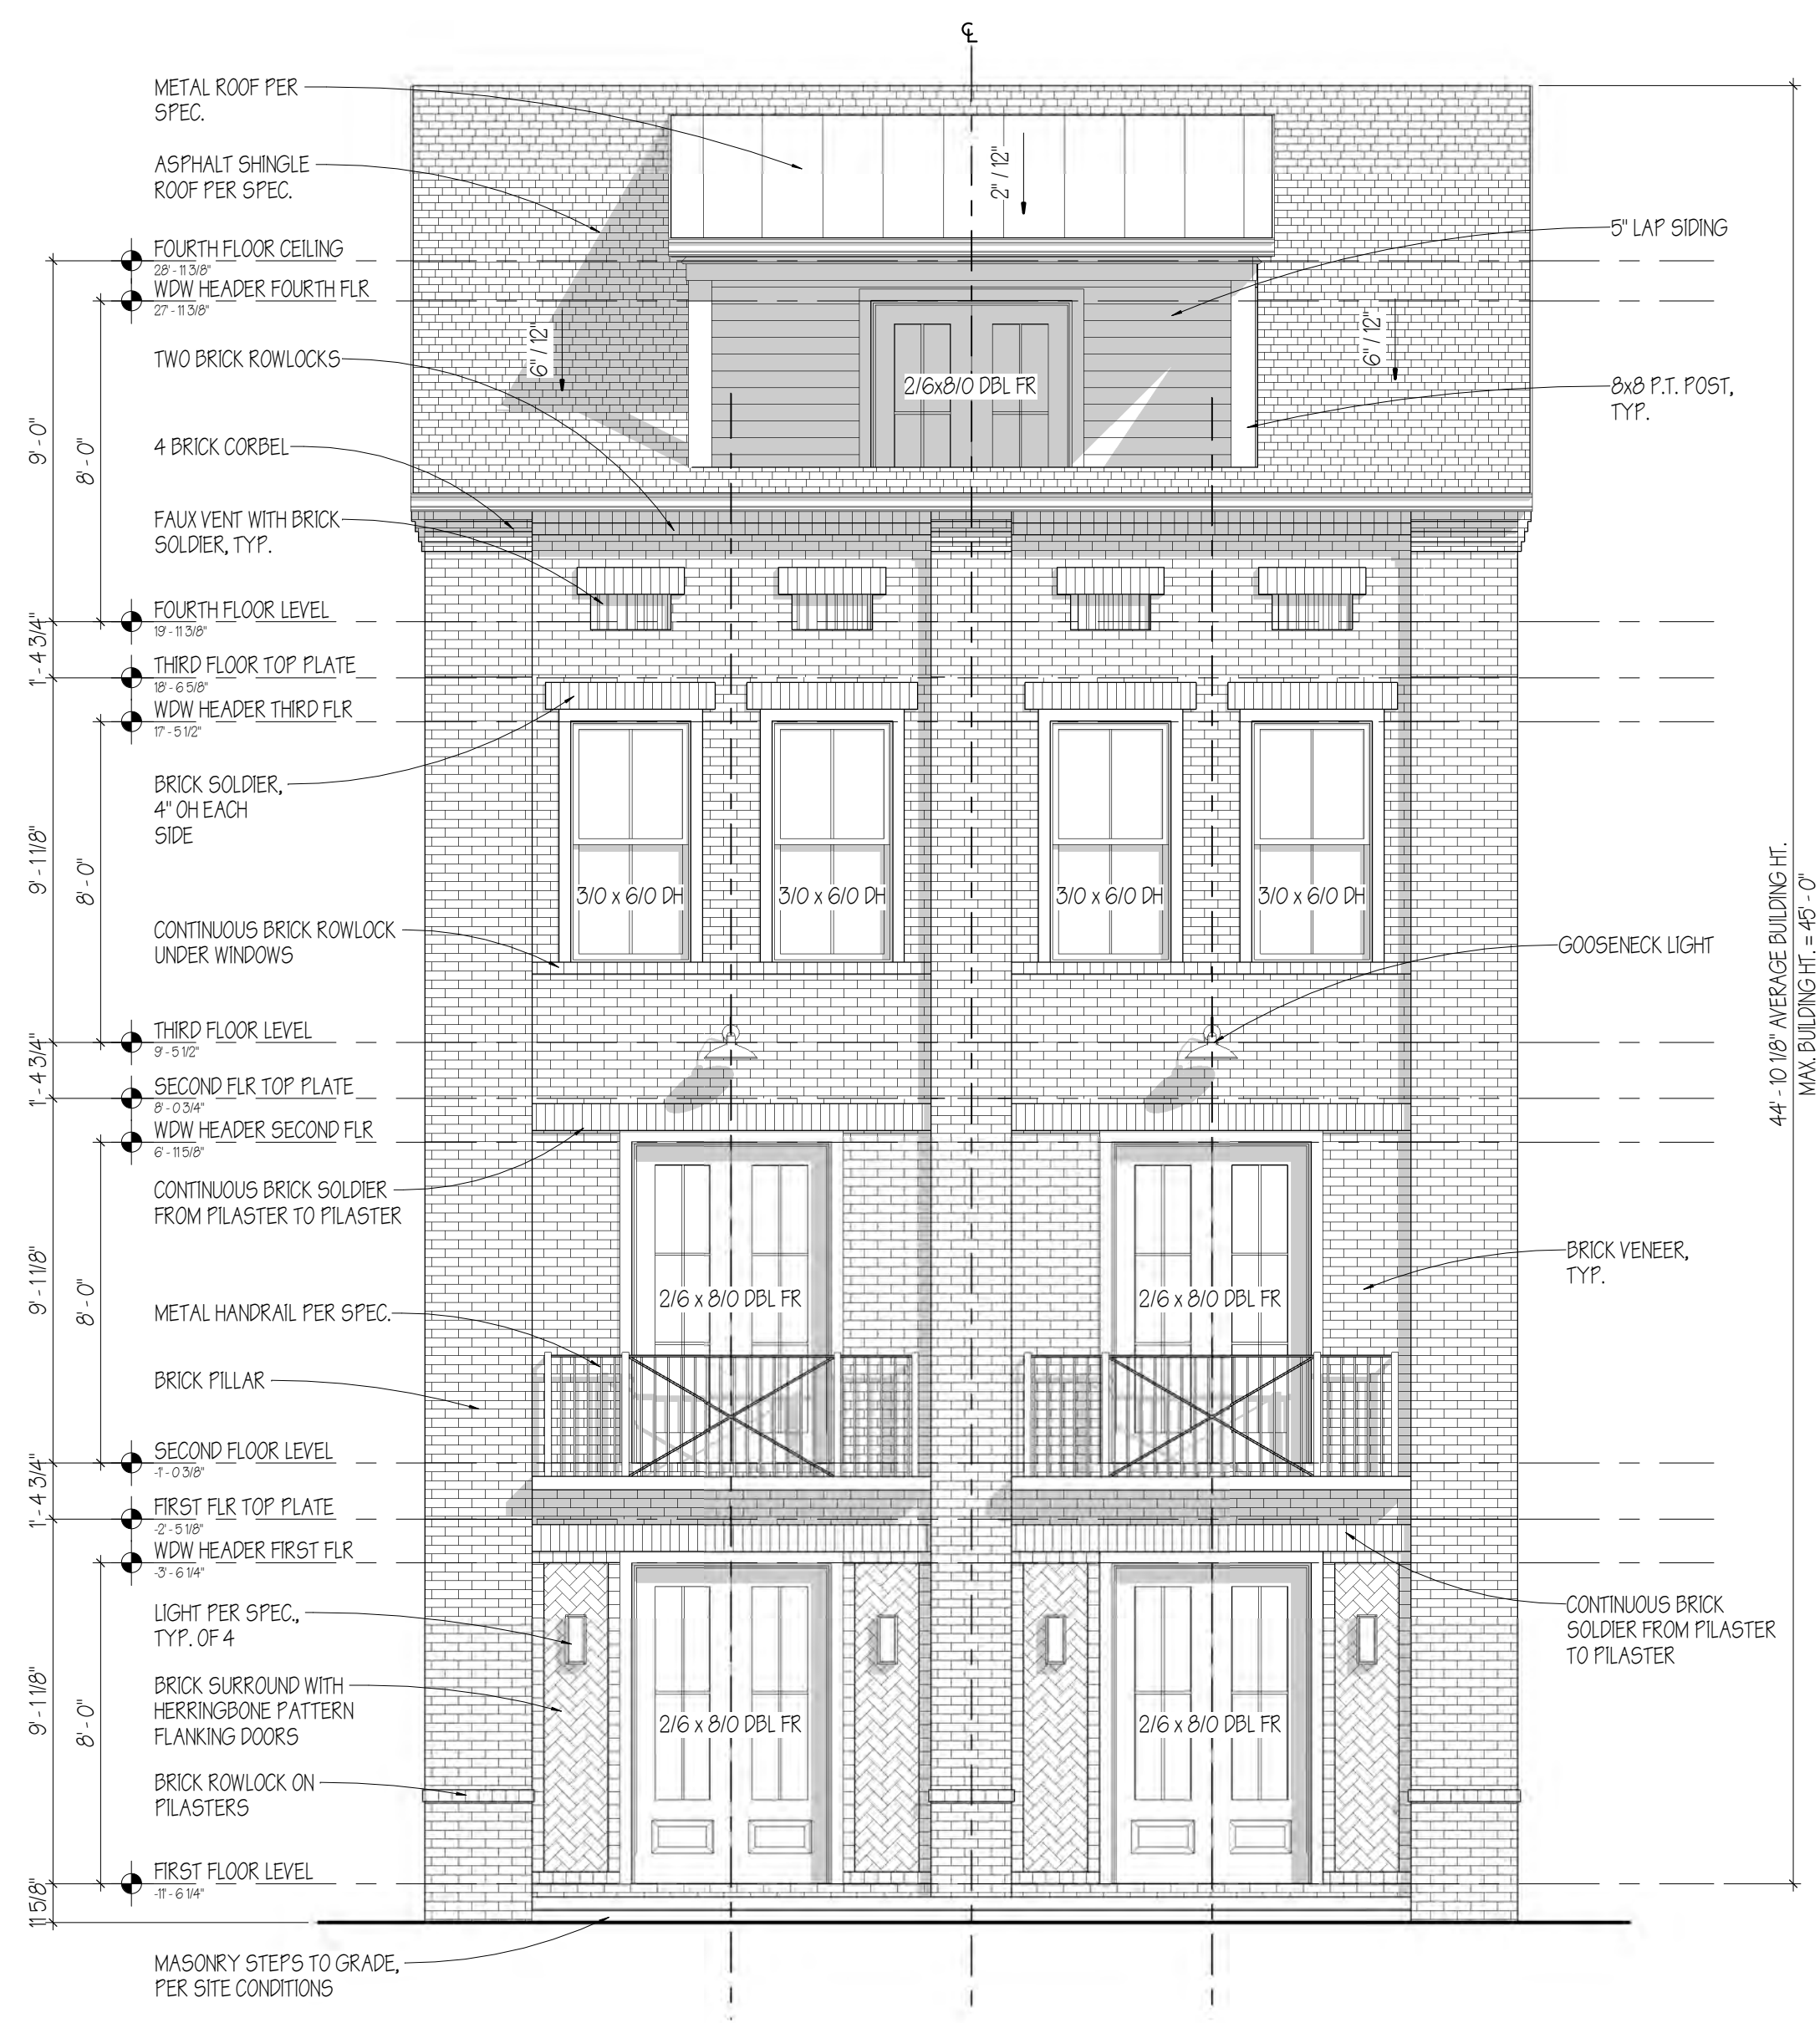 ℄
METAL ROOF PER
SPEC.
ASPHALT SHINGLE
ROOF PER SPEC.
2" / 12"
5" LAP SIDING
FOURTH FLOOR CEILING
28' - 11 3/8"
WDW HEADER FOURTH FLR
27' - 11 3/8"
6" / 12"
6" / 12"
TWO BRICK ROWLOCKS
2/6x8/0 DBL FR
8x8 P.T. POST,
TYP.
9' - 0"
8' - 0"
4 BRICK CORBEL
FAUX VENT WITH BRICK
SOLDIER, TYP.
FOURTH FLOOR LEVEL
19' - 11 3/8"
1' - 4 3/4"
THIRD FLOOR TOP PLATE
18' - 6 5/8"
WDW HEADER THIRD FLR
17' - 5 1/2"
BRICK SOLDIER,
4" OH EACH
SIDE
9' - 1 1/8"
8' - 0"
3/0 x 6/0 DH
3/0 x 6/0 DH
3/0 x 6/0 DH
3/0 x 6/0 DH
CONTINUOUS BRICK ROWLOCK
UNDER WINDOWS
GOOSENECK LIGHT
44' - 10 1/8" AVERAGE BUILDING HT.
MAX. BUILDING HT. = 45' - 0"
THIRD FLOOR LEVEL
9' - 5 1/2"
1' - 4 3/4"
SECOND FLR TOP PLATE
8' - 0 3/4"
WDW HEADER SECOND FLR
6' - 11 5/8"
CONTINUOUS BRICK SOLDIER
FROM PILASTER TO PILASTER
BRICK VENEER,
TYP.
9' - 1 1/8"
8' - 0"
2/6 x 8/0 DBL FR
2/6 x 8/0 DBL FR
METAL HANDRAIL PER SPEC.
BRICK PILLAR
SECOND FLOOR LEVEL
-1' - 0 3/8"
1' - 4 3/4"
FIRST FLR TOP PLATE
-2' - 5 1/8"
WDW HEADER FIRST FLR
-3' - 6 1/4"
LIGHT PER SPEC.,
TYP. OF 4
CONTINUOUS BRICK
SOLDIER FROM PILASTER
TO PILASTER
BRICK SURROUND WITH
HERRINGBONE PATTERN
FLANKING DOORS
9' - 1 1/8"
8' - 0"
2/6 x 8/0 DBL FR
2/6 x 8/0 DBL FR
BRICK ROWLOCK ON
PILASTERS
FIRST FLOOR LEVEL
-11' - 6 1/4"
11 5/8"
MASONRY STEPS TO GRADE,
PER SITE CONDITIONS